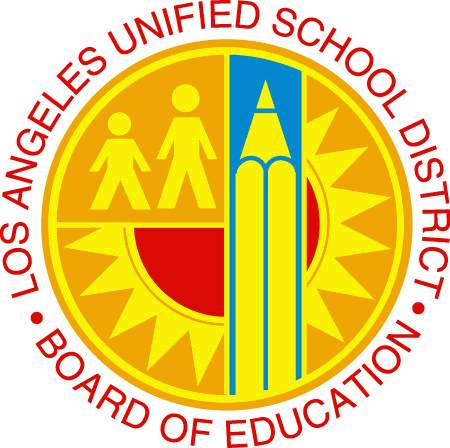 LOS ANGELES UNIFIED SCHOOL DISTRICT
• BOARD OF EDUCATION •